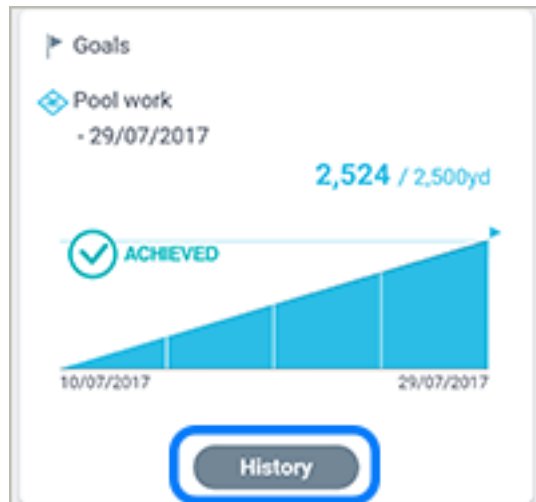 Goals
Pool work
- 29/07/2017
2,524 / 2,500yd
ACHIEVED
10/07/2017 29/07/2017
History